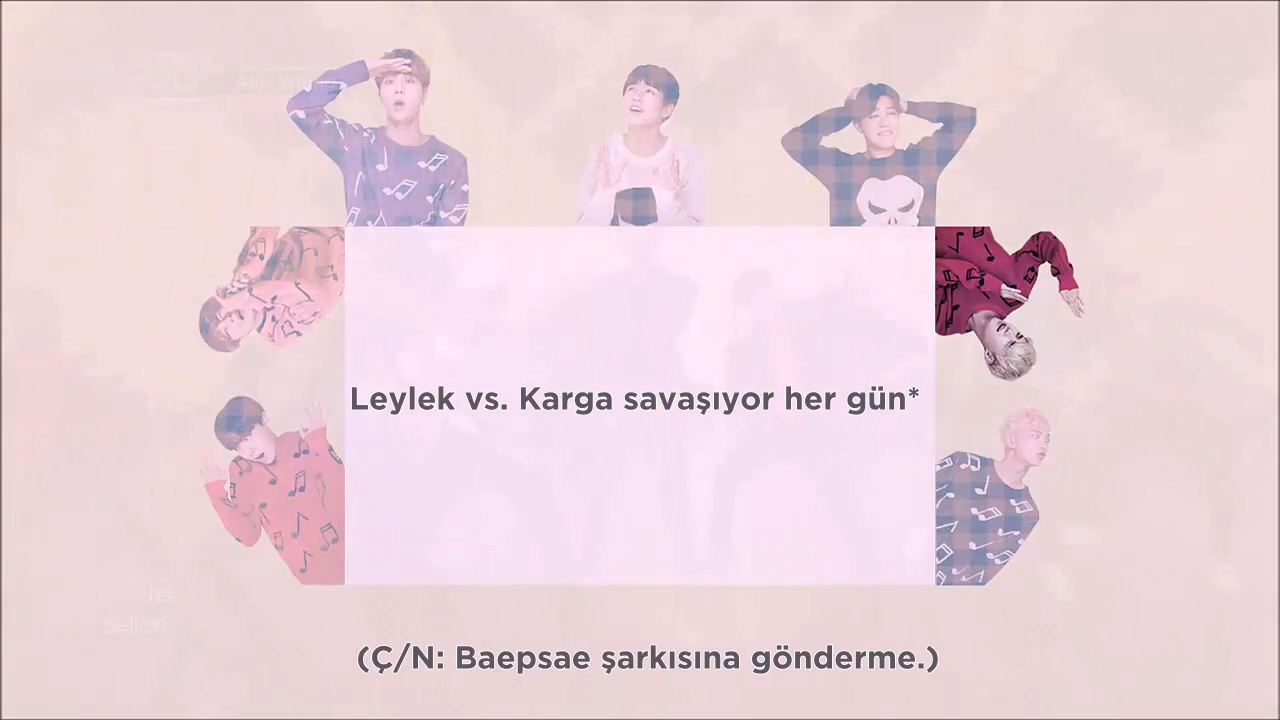 Leylek vs. Karga savaşıyor her gün*
(Ç/N: Baepsae şarkısına gönderme.)